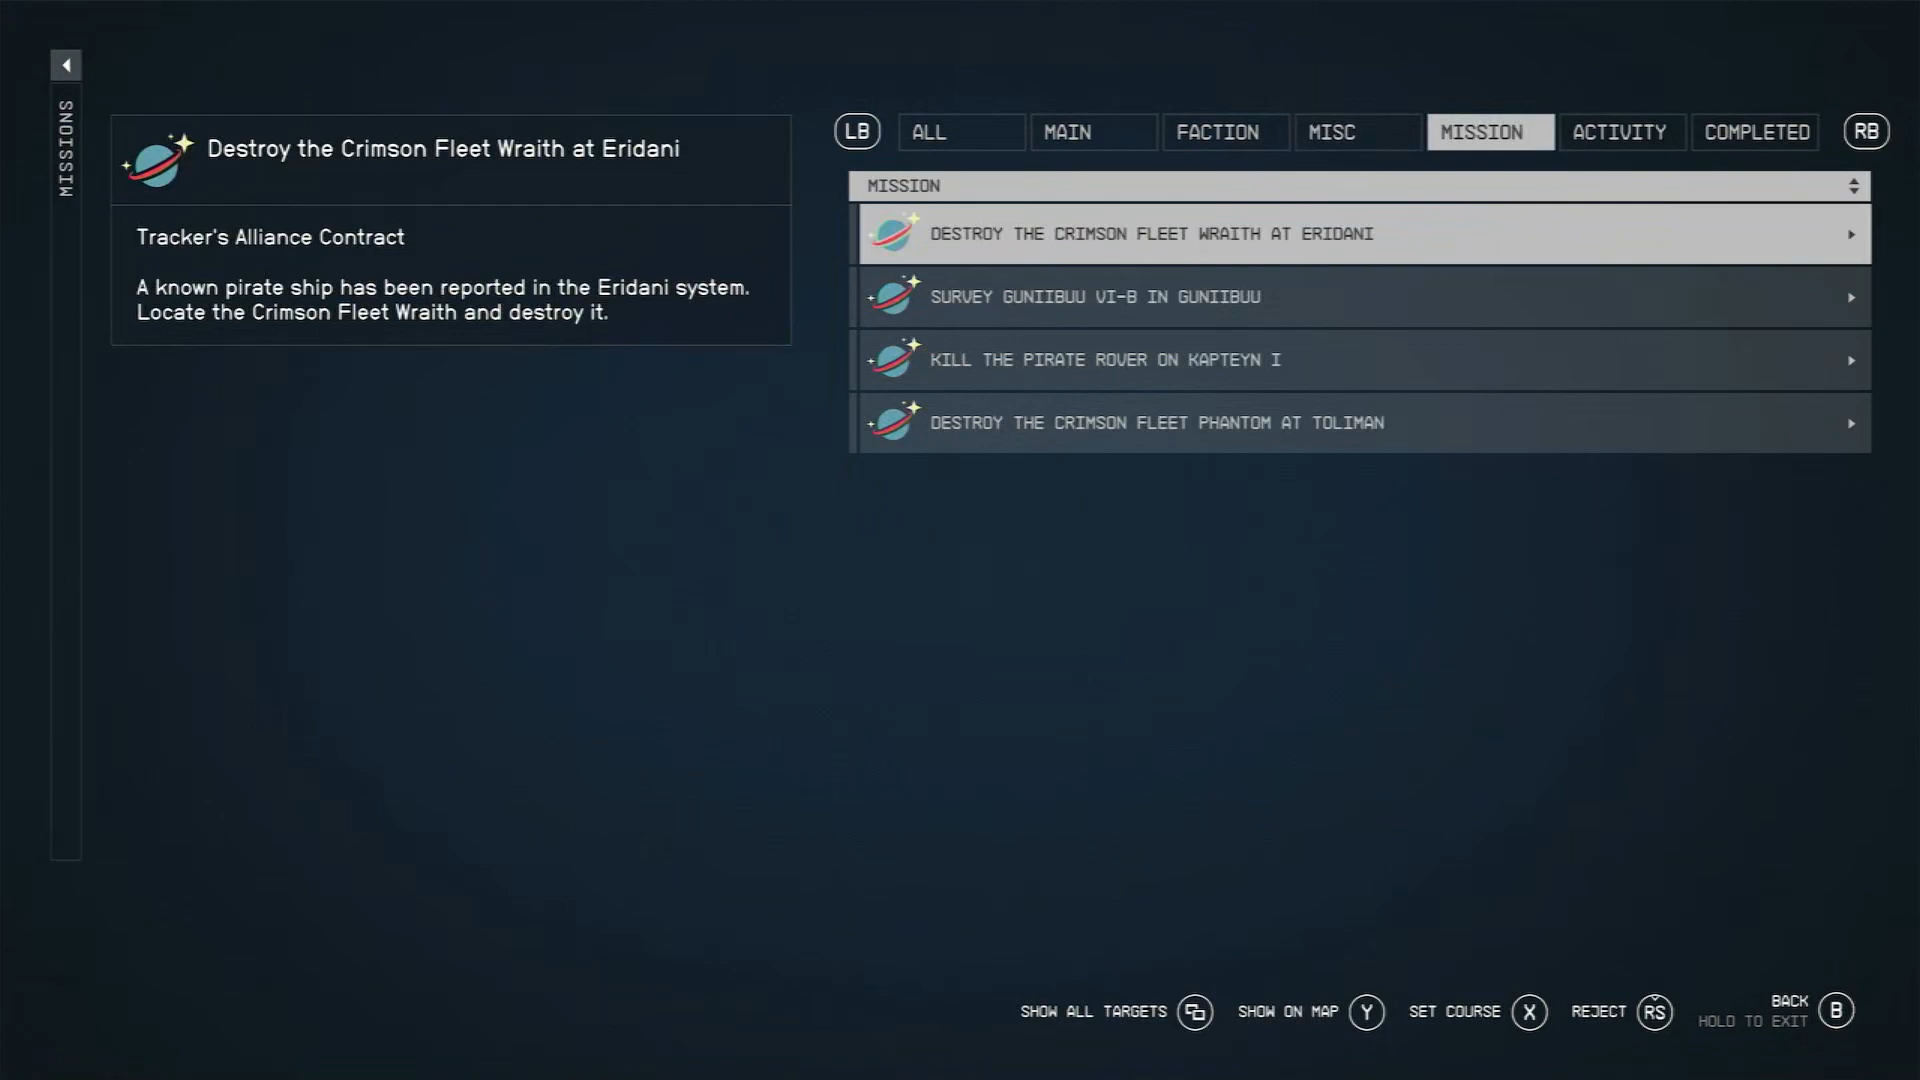 MISSIONS
Destroy the Crimson Fleet Wraith at Eridani
Tracker's Alliance Contract
A known pirate ship has been reported in the Eridani system.
Locate the Crimson Fleet Wraith and destroy it.
LB ALL MAIN FACTION MISC MISSION ACTIVITY COMPLETED RB
MISSION
DESTROY THE CRIMSON FLEET WRAITH AT ERIDANI
SURVEY GUNIIBUU VI-B IN GUNIIBUU
KILL THE PIRATE ROVER ON KAPTEYN I
DESTROY THE CRIMSON FLEET PHANTOM AT TOLIMAN
SHOW ALL TARGETS SHOW ON MAP Y SET COURSE X REJECT RS BACK B
HOLD TO EXIT